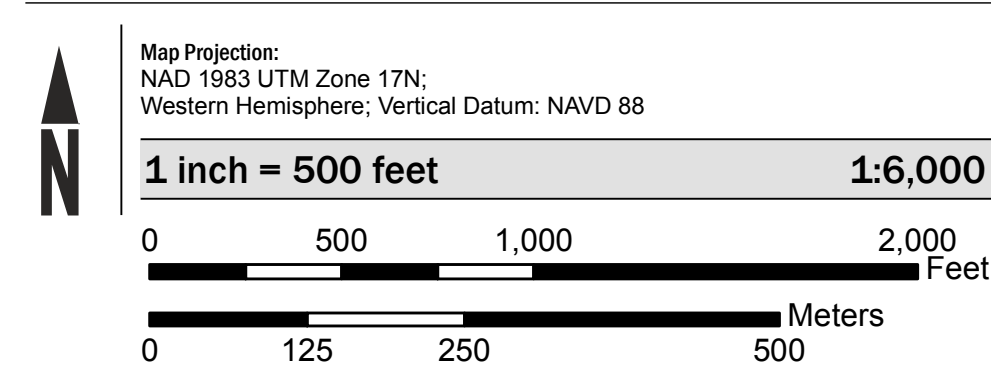 N
Map Projection:
NAD 1983 UTM Zone 17N;
Western Hemisphere; Vertical Datum: NAVD 88
1 inch = 500 feet 1:6,000
0 500 1,000 2,000
Feet
Meters
0 125 250 500